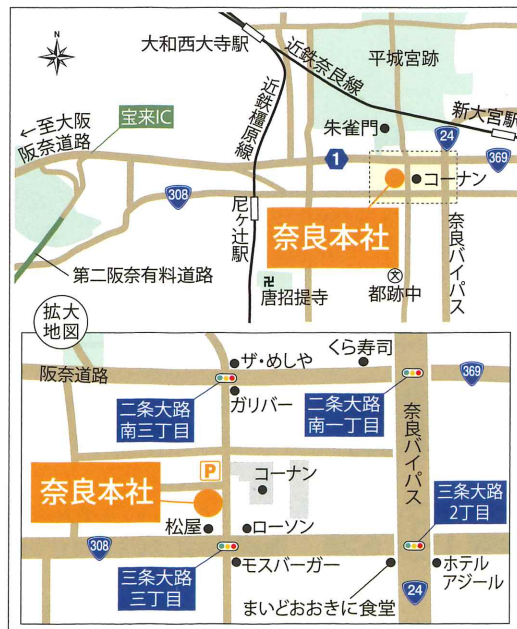 大和西大寺駅
近鉄奈良線
平城宮跡
近鉄橿原線
新大宮駅
宝来IC
←至大阪
阪奈道路
朱雀門
24
369
1
コーナン
308
尼ヶ辻駅
奈良本社
奈良バイパス
第二阪奈有料道路
卍
唐招提寺
文
都跡中
拡大
地図
ザ・めしや
くら寿司
阪奈道路
369
二条大路
南三丁目
ガリバー
二条大路
南一丁目
奈良バイパス
P
コーナン
奈良本社
三条大路
2丁目
松屋
ローソン
308
三条大路
三丁目
モスバーガー
ホテル
アジール
まいどおおきに食堂
24